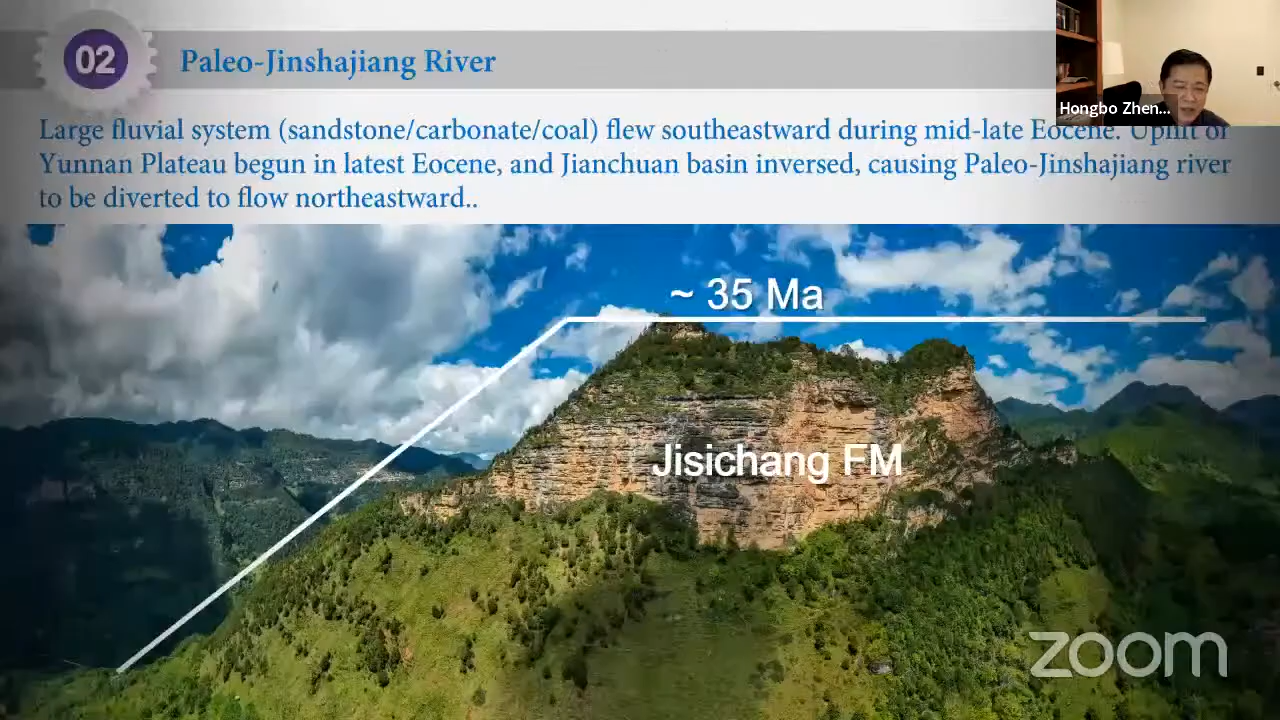 02
Paleo-Jinshajiang River
Hongbo Zhen...
Large fluvial system (sandstone/carbonate/coal) flew southeastward during mid-late Eocene. Uplift of
Yunnan Plateau begun in latest Eocene, and Jianchuan basin inversed, causing Paleo-Jinshajiang river
to be diverted to flow northeastward..
~ 35 Ma
Jisichang FM
zoom